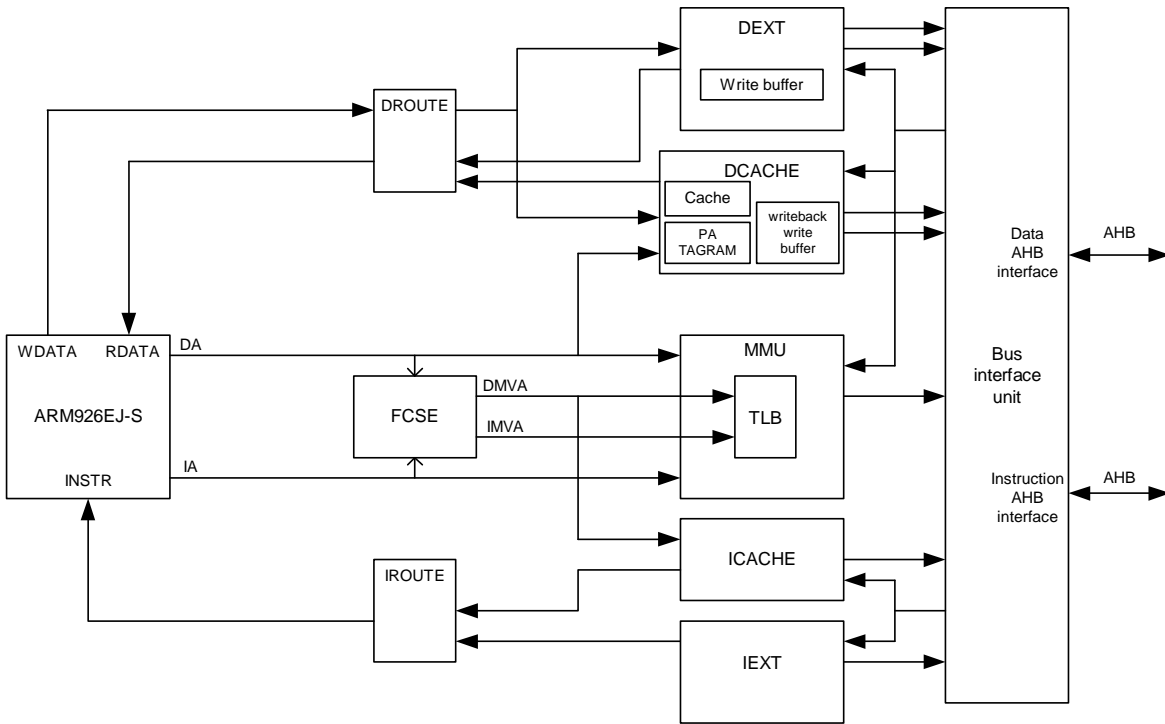 DEXT
Write buffer
DROUTE
DCACHE
Cache
PA
TAGRAM
writeback
write
buffer
Data
AHB
interface
AHB
WDATA
RDATA
DA
ARM926EJ-S
INSTR
IA
FCSE
DMVA
IMVA
MMU
TLB
Bus
interface
unit
Instruction
AHB
interface
AHB
IROUTE
ICACHE
IEXT